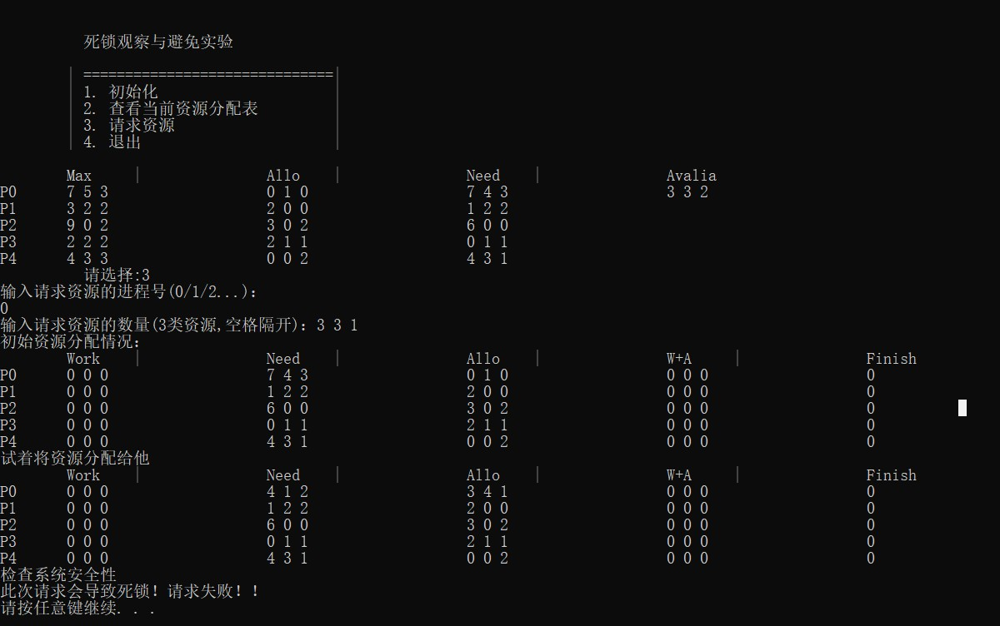 死锁观察与避免实验
==============================
1. 初始化
2. 查看当前资源分配表
3. 请求资源
4. 退出
Max | Allo | Need | Avalia
P0 7 5 3 0 1 0 7 4 3 3 3 2
P1 3 2 2 2 0 0 1 2 2
P2 9 0 2 3 0 2 6 0 0
P3 2 2 2 2 1 1 0 1 1
P4 4 3 3 0 0 2 4 3 1
请选择:3
输入请求资源的进程号(0/1/2...):
0
输入请求资源的数量(3类资源,空格隔开): 3 3 1
初始资源分配情况:
Work | Need | Allo | W+A | Finish
P0 0 0 0 7 4 3 0 1 0 0 0 0 0
P1 0 0 0 1 2 2 2 0 0 0 0 0 0
P2 0 0 0 6 0 0 3 0 2 0 0 0 0
P3 0 0 0 0 1 1 2 1 1 0 0 0 0
P4 0 0 0 4 3 1 0 0 2 0 0 0 0
试着将资源分配给他
Work | Need | Allo | W+A | Finish
P0 0 0 0 4 1 2 3 4 1 0 0 0 0
P1 0 0 0 1 2 2 2 0 0 0 0 0 0
P2 0 0 0 6 0 0 3 0 2 0 0 0 0
P3 0 0 0 0 1 1 2 1 1 0 0 0 0
P4 0 0 0 4 3 1 0 0 2 0 0 0 0
检查系统安全性
此次请求会导致死锁！请求失败！！
请按任意键继续. . .